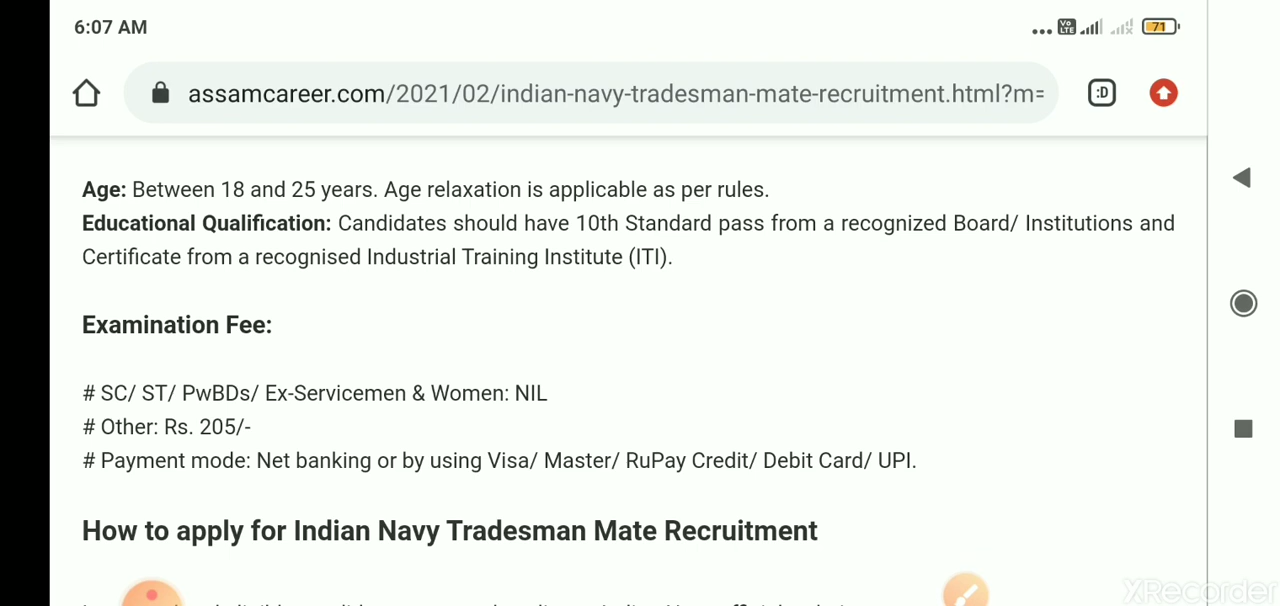 6:07 AM
Vo LTE
71
assamcareer.com/2021/02/indian-navy-tradesman-mate-recruitment.html?m=
:D
Age: Between 18 and 25 years. Age relaxation is applicable as per rules.
Educational Qualification: Candidates should have 10th Standard pass from a recognized Board/ Institutions and
Certificate from a recognised Industrial Training Institute (ITI).
Examination Fee:
# SC/ ST/ PwBDs/ Ex-Servicemen & Women: NIL
# Other: Rs. 205/-
# Payment mode: Net banking or by using Visa/ Master/ RuPay Credit/ Debit Card/ UPI.
How to apply for Indian Navy Tradesman Mate Recruitment
XRecorder